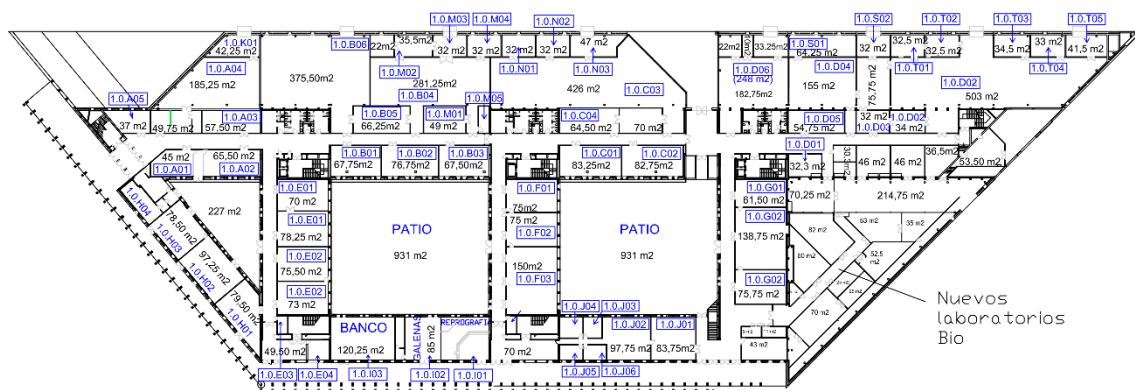 1.0.M03 1.0.M04 1.0.N02 1.0.S02 1.0.T02 1.0.T03 1.0.T05
1.0.K01 1.0.B06 1.0.S01
42,25 m2 22m2 35,5m2 32 m2 32 m2 32m2 32 m2 47 m2 22m2 33,25m2 64,25 m2 32 m2 32,5m2 32,5m2 34,5 m2 33 m2 41,5 m2
1.0.A04 1.0.M02 1.0.N01 1.0.N03 1.0.D06 1.0.D04 1.0.T01 1.0.T04
185,25 m2 375,50m2 281,25m2 426 m2 (248 m2) 155 m2 75,75 m2 1.0.D02
1.0.A05 1.0.B04 1.0.C03 182,75m2 503 m2
1.0.A03 1.0.B05 1.0.M01 1.0.M05 1.0.C04 1.0.D05 32 m2 1.0.D02
37 m2 49,75 m2 57,50 m2 66,25m2 49 m2 64,50 m2 70 m2 54,75 m2 1.0.D03 34 m2
1.0.D01
45 m2 65,50 m2 1.0.B01 1.0.B02 1.0.B03 1.0.C01 1.0.C02 32,3 m2 46 m2 46 m2 36,5m2 53,50 m2
1.0.A01 1.0.A02 67,75m2 76,75m2 67,50m2 83,25m2 82,75m2
1.0.H04 1.0.E01 1.0.F01 1.0.G01 70,25 m2 214,75 m2
78,50 m2 227 m2 70 m2 75m2 61,50 m2
1.0.H03 1.0.E01 PATIO 75 m2 PATIO 1.0.G02 82 m2 63 m2 35 m2
78,25 m2 1.0.F02 138,75 m2
97,25 m2 1.0.E02 931 m2 931 m2 80 m2 52.5 m2
1.0.H02 75,50 m2 150m2 1.0.G02
79,50 m2 1.0.E02 1.0.F03 75,75 m2
1.0.H01 73 m2 70 m2
Nuevos
laboratorios
Bio
1.0.J04 1.0.J03
BANCO GALENAS REPROGRAFIA 1.0.J02 1.0.J01
49,50 m2 120,25 m2 85 m2 70 m2 97,75 m2 83,75m2 43 m2
1.0.E03 1.0.E04 1.0.I03 1.0.I02 1.0.I01 1.0.J05 1.0.J06